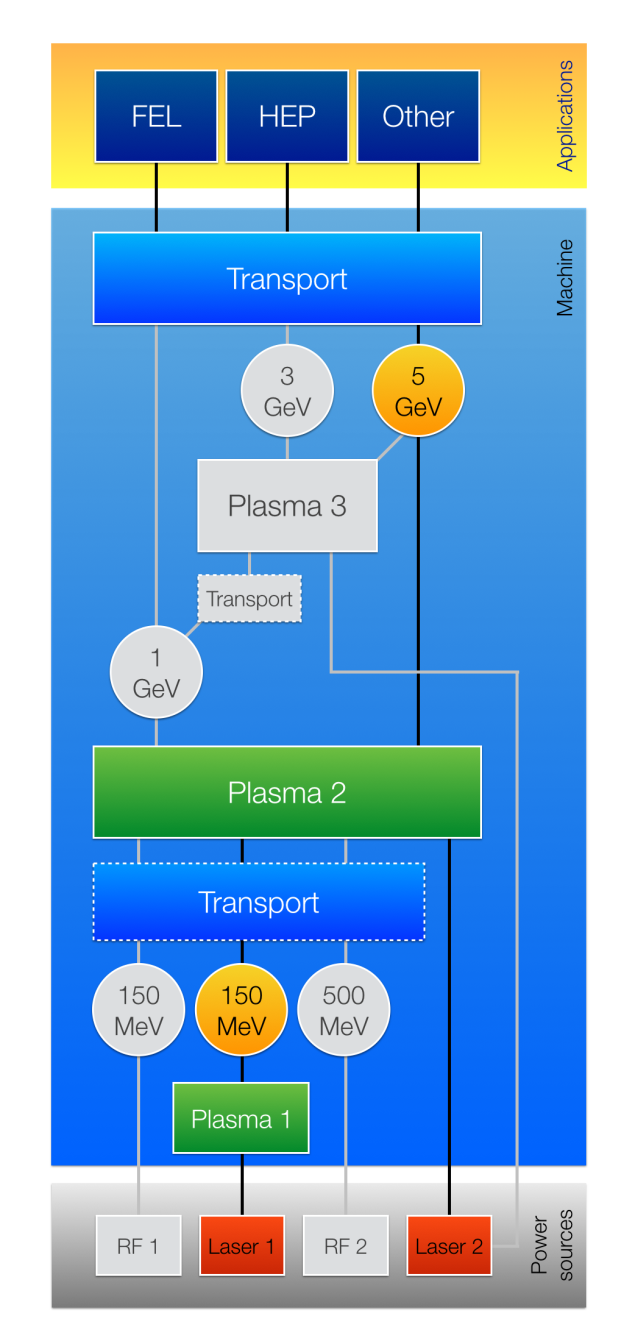 FEL
HEP
Other
Applications
Machine
Transport
3
GeV
5
GeV
Plasma 3
Transport
1
GeV
Plasma 2
Transport
150
MeV
150
MeV
500
MeV
Plasma 1
RF 1
Laser 1
RF 2
Laser 2
Power
sources